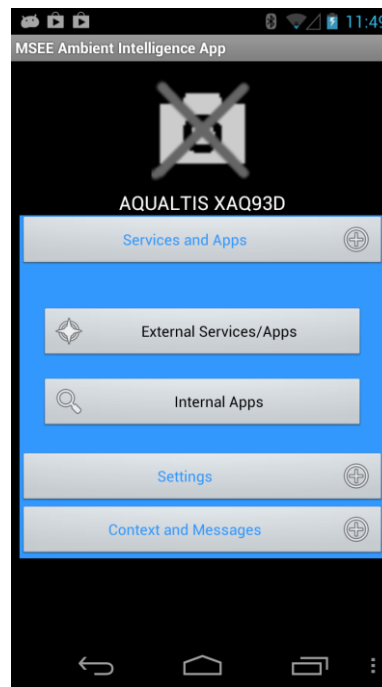 11:49
MSEE Ambient Intelligence App
AQUALTIS XAQ93D
Services and Apps
External Services/Apps
Internal Apps
Settings
Context and Messages